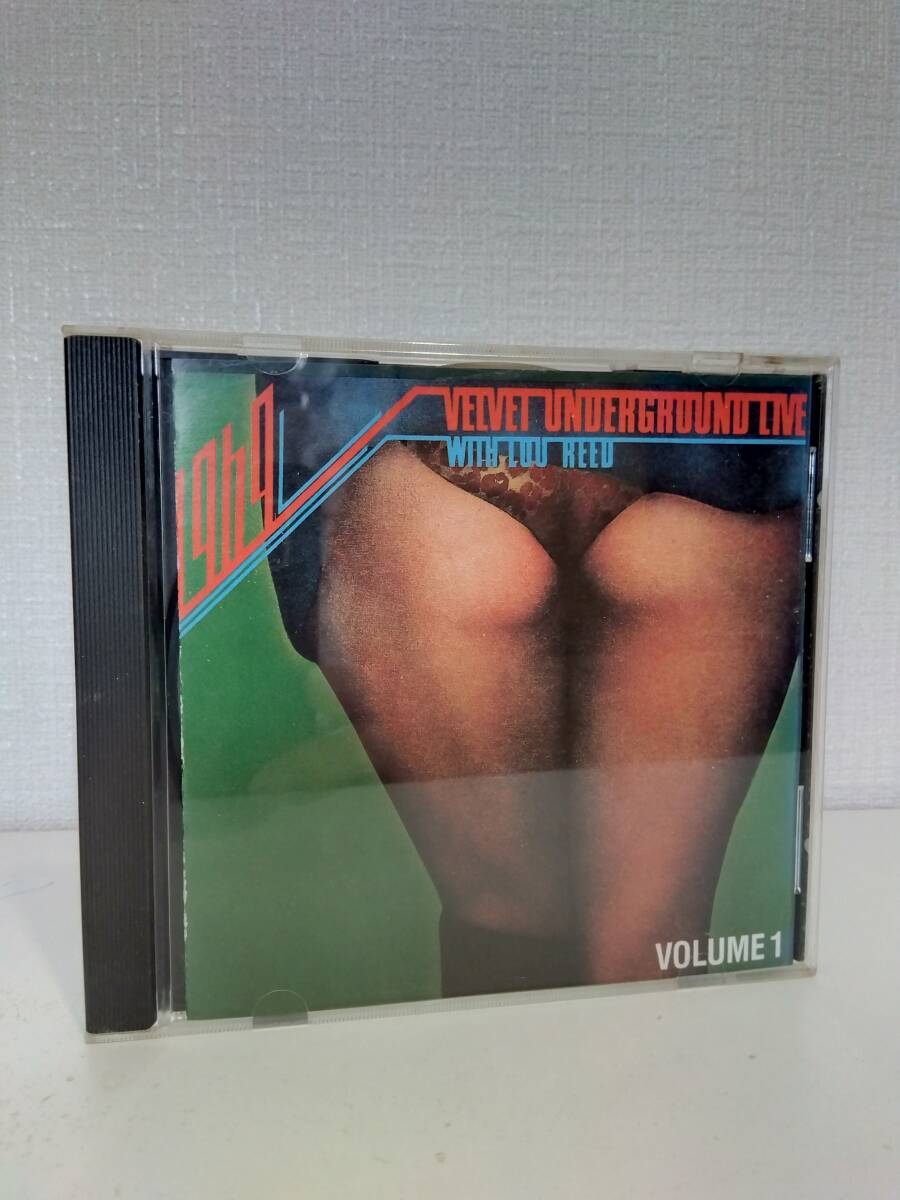 1969
VELVET UNDERGROUND LIVE
WITH LOU REED
VOLUME 1